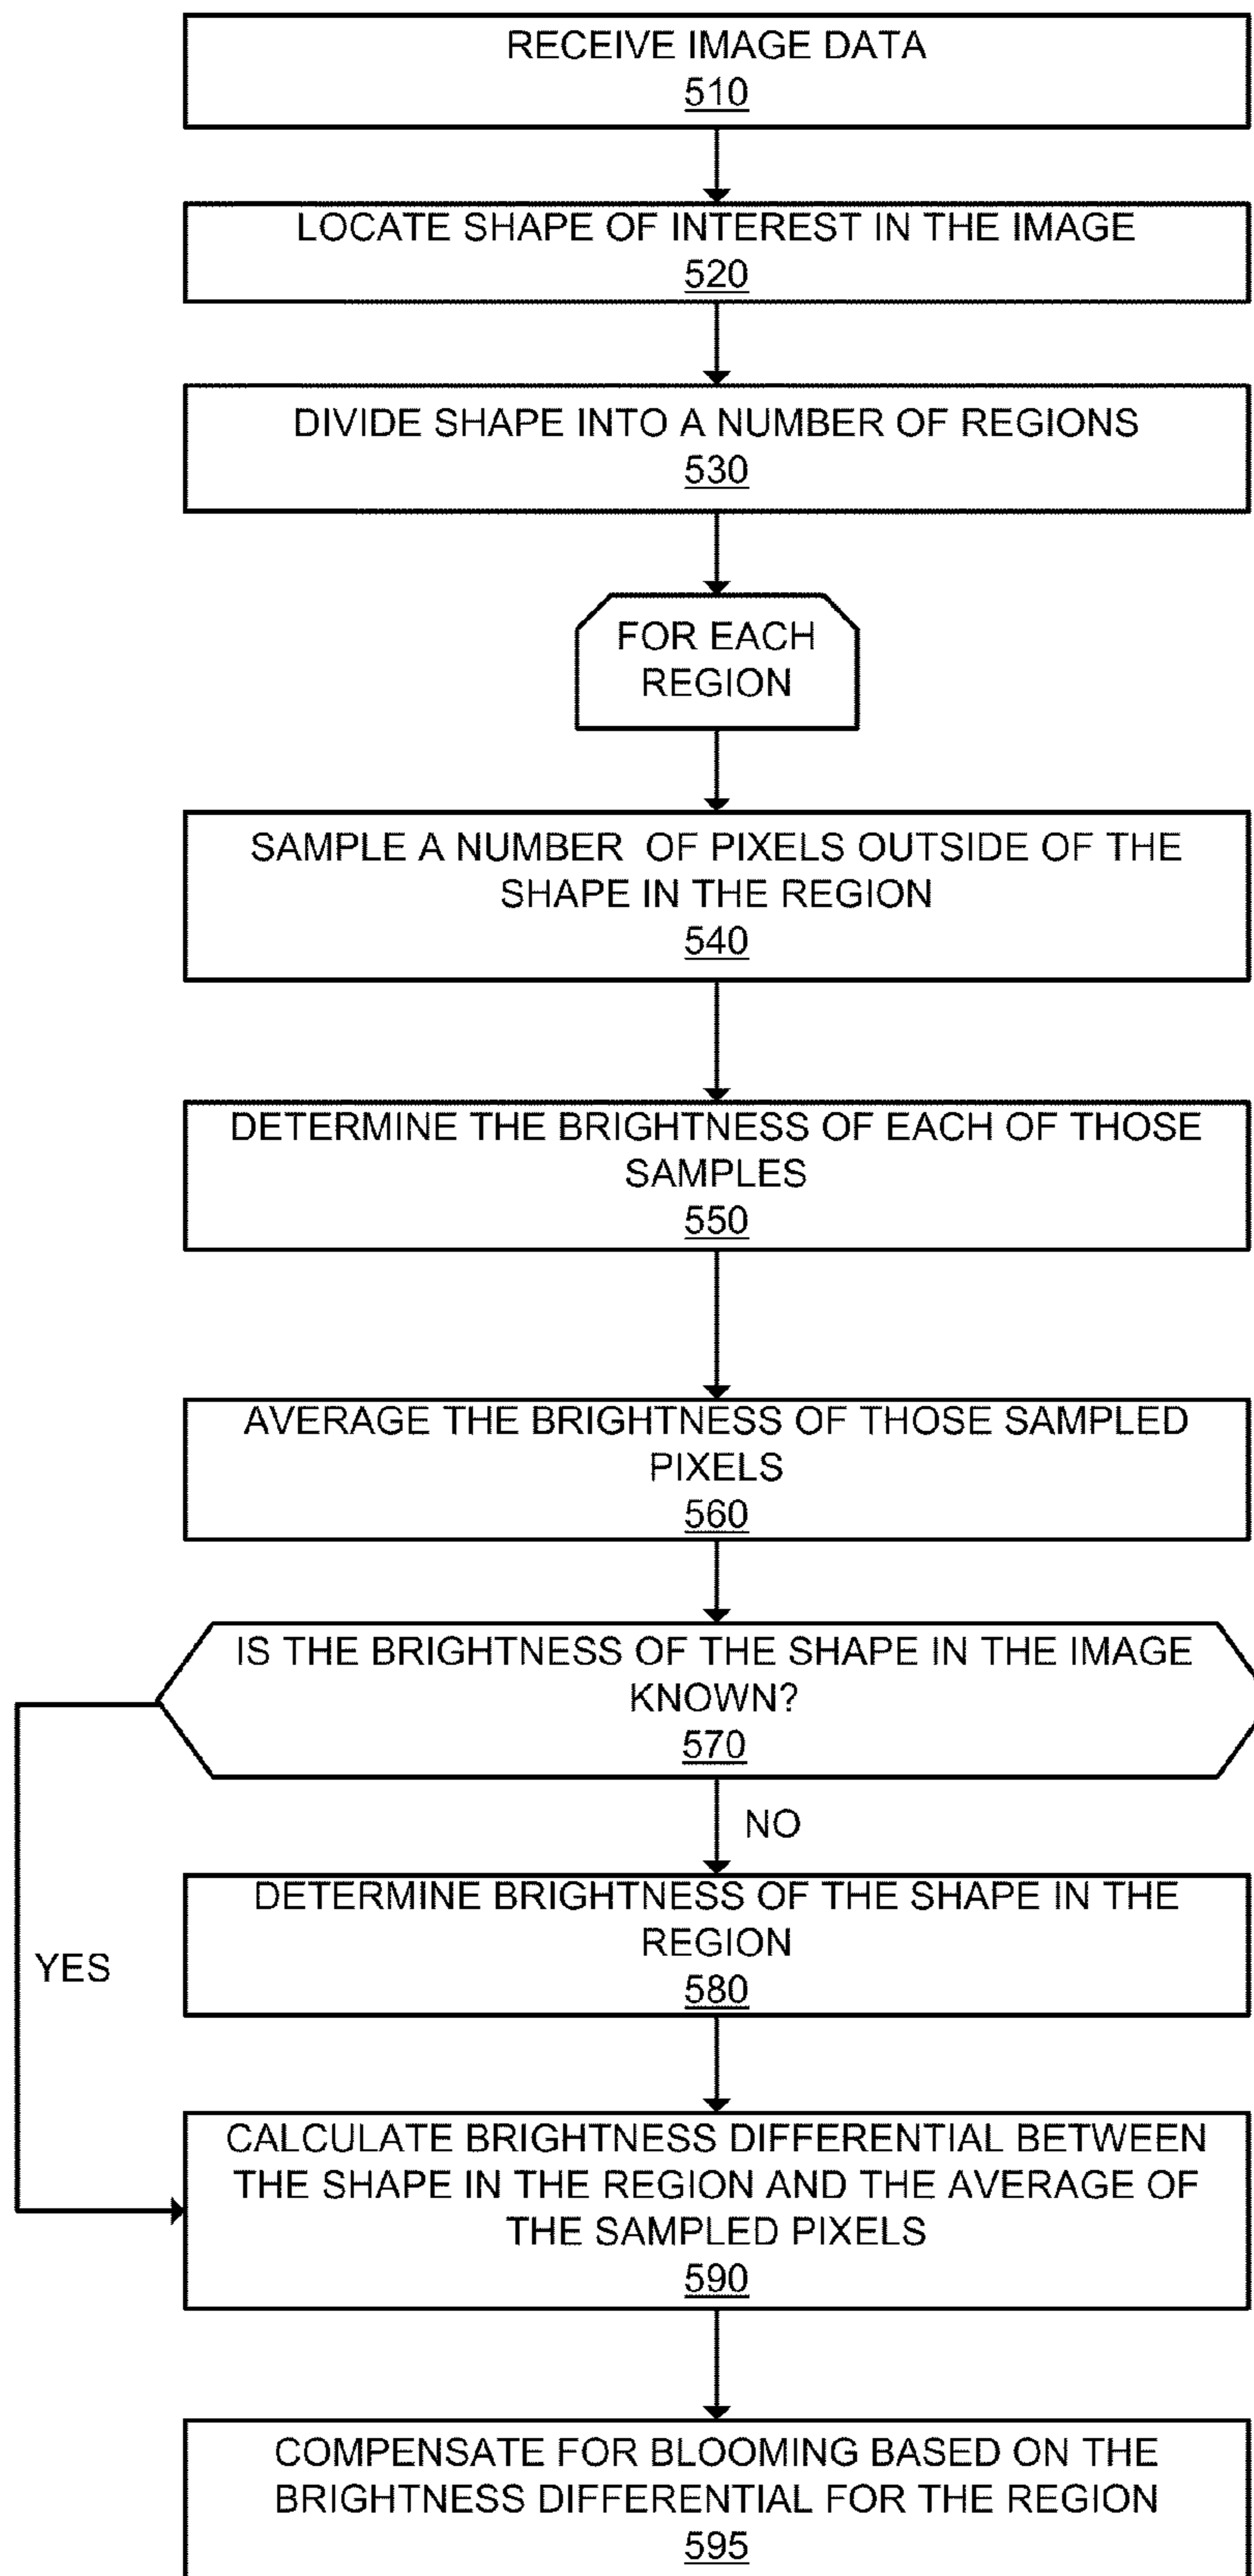 RECEIVE IMAGE DATA
510
LOCATE SHAPE OF INTEREST IN THE IMAGE
520
DIVIDE SHAPE INTO A NUMBER OF REGIONS
530
FOR EACH
REGION
SAMPLE A NUMBER OF PIXELS OUTSIDE OF THE
SHAPE IN THE REGION
540
DETERMINE THE BRIGHTNESS OF EACH OF THOSE
SAMPLES
550
AVERAGE THE BRIGHTNESS OF THOSE SAMPLED
PIXELS
560
IS THE BRIGHTNESS OF THE SHAPE IN THE IMAGE
KNOWN?
570
NO
DETERMINE BRIGHTNESS OF THE SHAPE IN THE
REGION
580
YES
CALCULATE BRIGHTNESS DIFFERENTIAL BETWEEN
THE SHAPE IN THE REGION AND THE AVERAGE OF
THE SAMPLED PIXELS
590
COMPENSATE FOR BLOOMING BASED ON THE
BRIGHTNESS DIFFERENTIAL FOR THE REGION
595